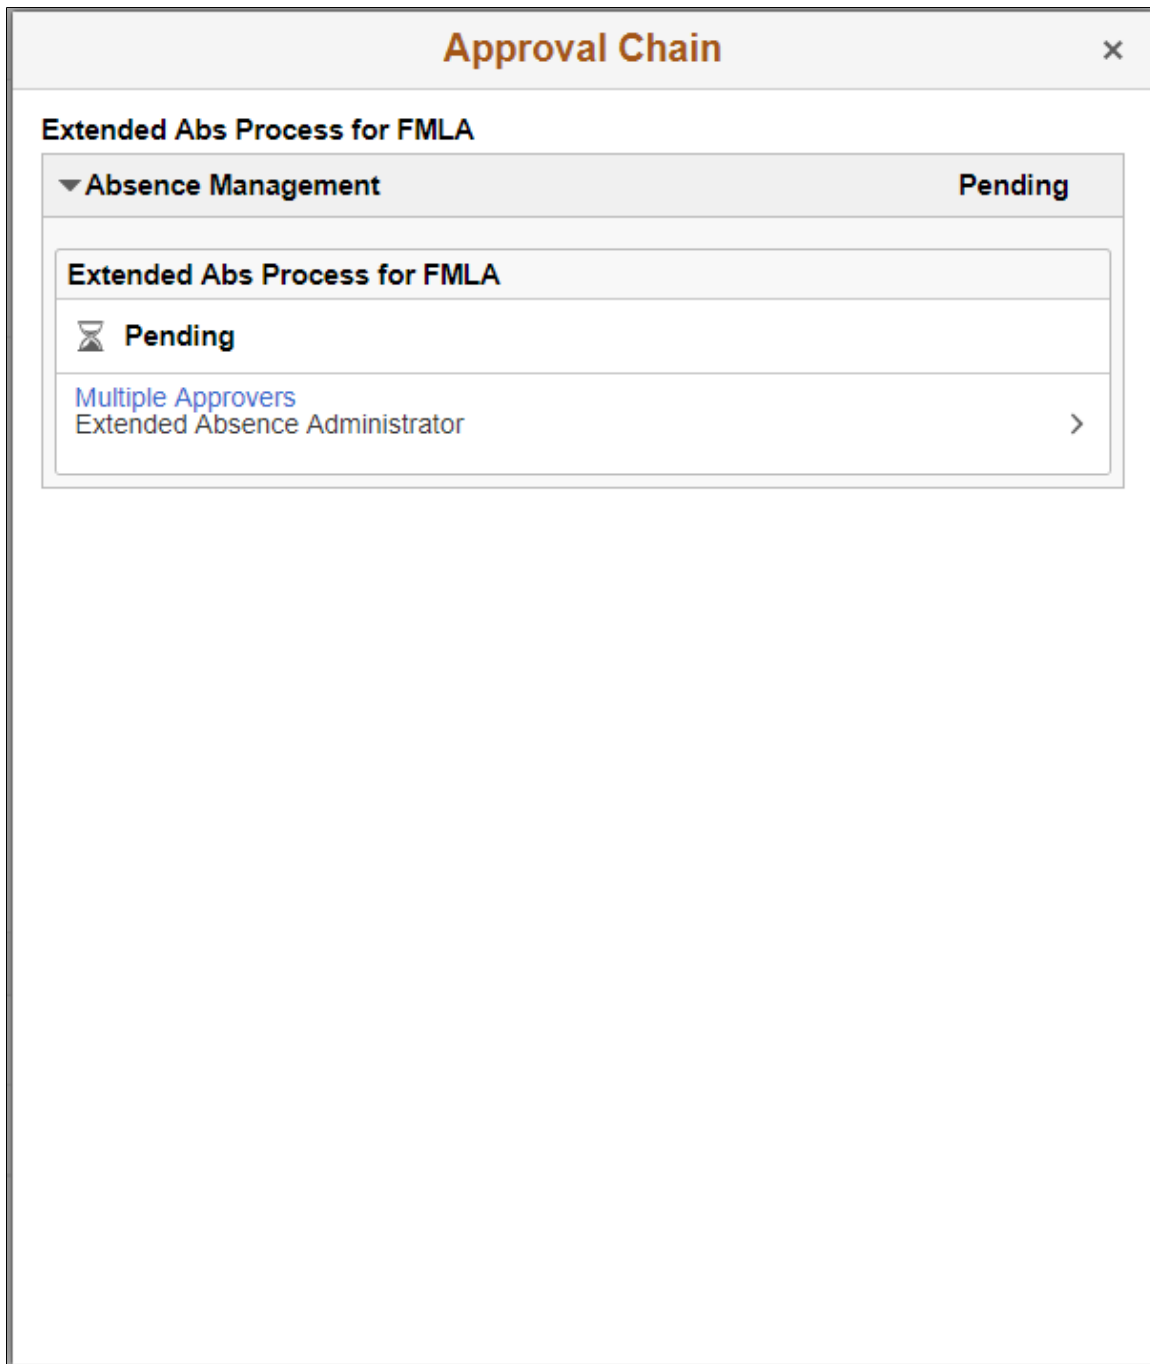 Approval Chain
Extended Abs Process for FMLA
Absence Management Pending
Extended Abs Process for FMLA
Pending
Multiple Approvers
Extended Absence Administrator